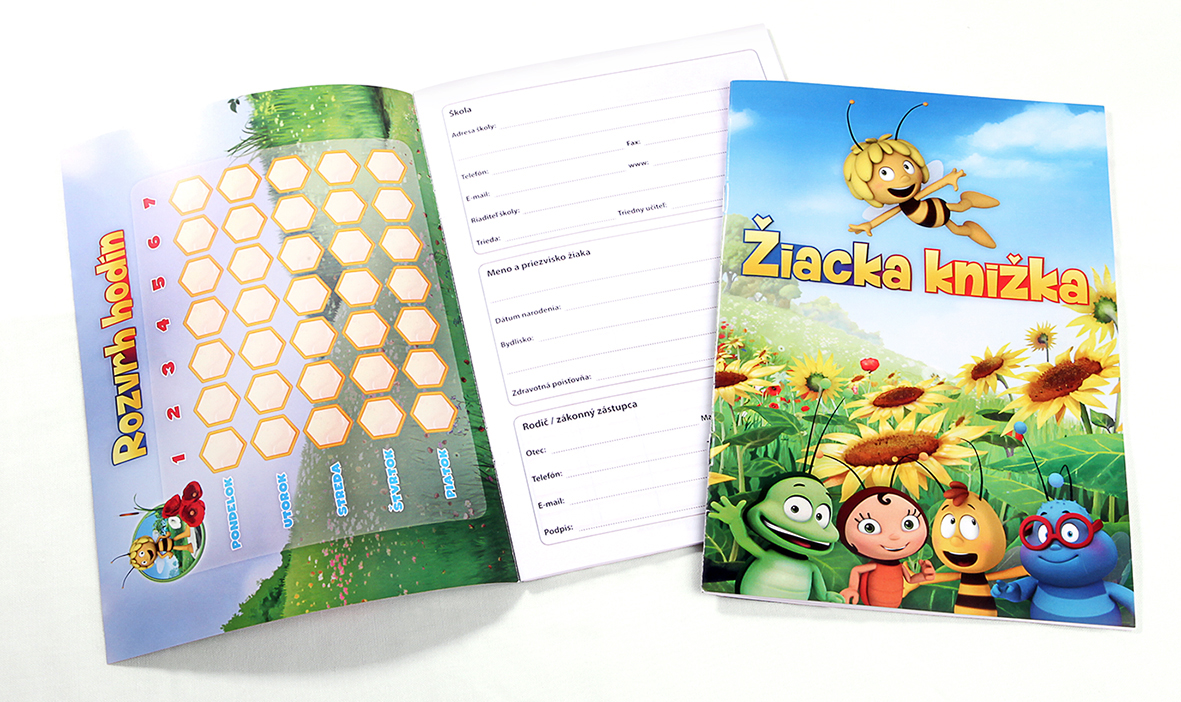 Rozvrh hodín
1 2 3 4 5 6 7
PONDELOK
UTOROK
STREDA
ŠTVRTOK
PIATOK
Škola
Adresa školy:
Telefón: Fax:
E-mail: www:
Riaditeľ školy:
Trieda: Triedny učiteľ:
Meno a priezvisko žiaka
Dátum narodenia:
Bydlisko:
Zdravotná poisťovňa:
Rodič / zákonný zástupca
Otec:
Telefón:
E-mail:
Podpis:
Žiacka knižka